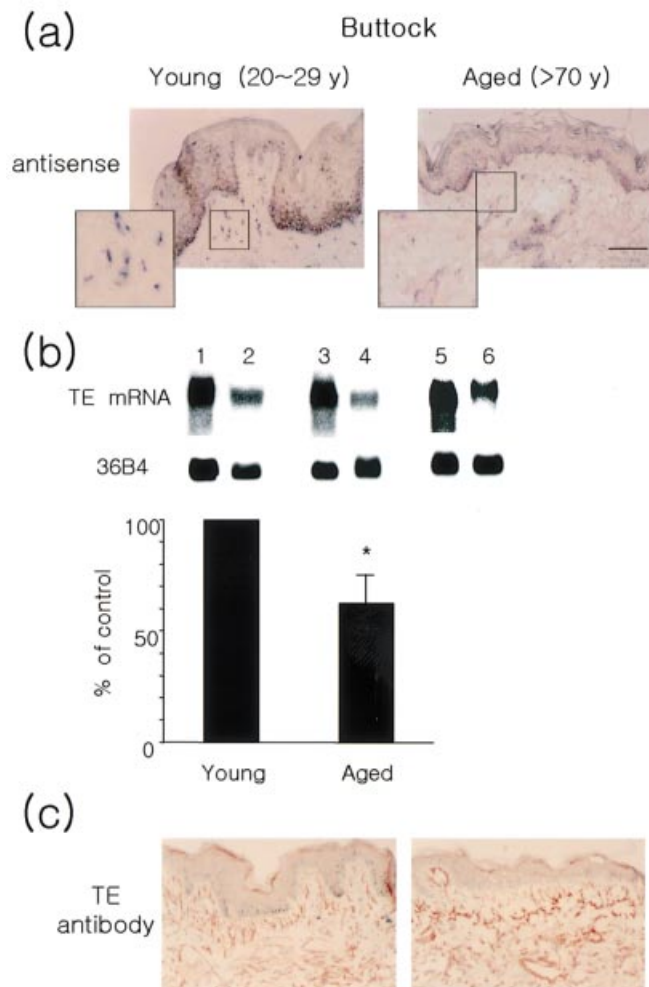 (a)
Buttock
Young (20~29 y)
Aged (>70 y)
antisense
(b)
1 2 3 4 5 6
TE mRNA
36B4
100
*
50
0
% of control
Young
Aged
(c)
TE
antibody